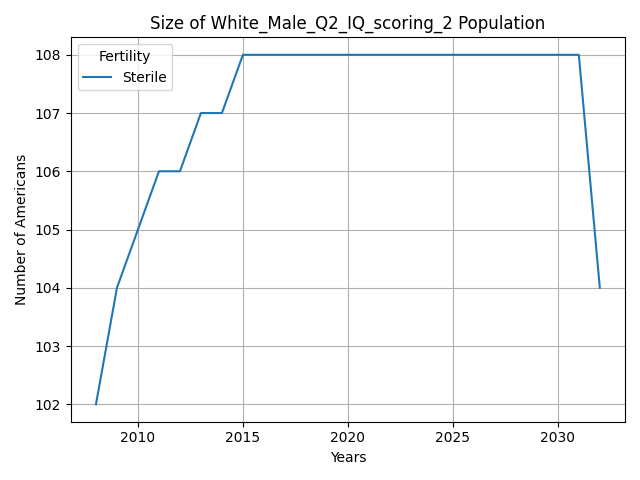 Size of White_Male_Q2_IQ_scoring_2 Population
Fertility
Sterile
Number of Americans
108
107
106
105
104
103
102
2010
2015
2020
2025
2030
Years